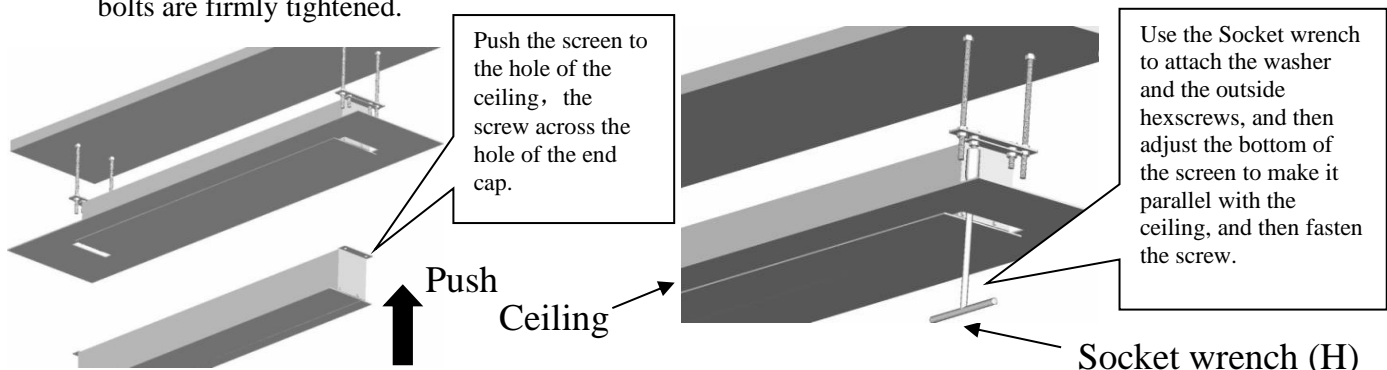 bolts are firmly tightened.
Push the screen to
the hole of the
ceiling，the
screw across the
hole of the end
cap.
Push
Ceiling
Use the Socket wrench
to attach the washer
and the outside
hexscrews, and then
adjust the bottom of
the screen to make it
parallel with the
ceiling, and then fasten
the screw.
Socket wrench (H)